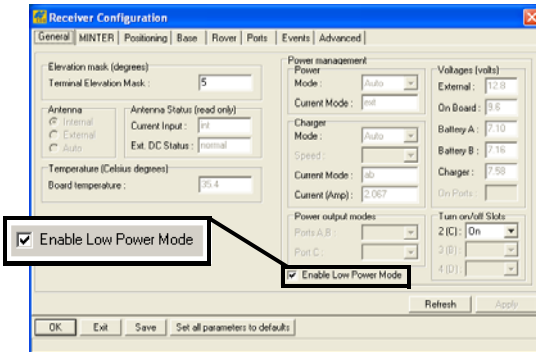 Receiver Configuration
General MINTER Positioning Base Rover Ports Events Advanced
Elevation mask (degrees)
Terminal Elevation Mask : 5
Antenna
Internal
External
Auto
Antenna Status (read only)
Current Input : int
Ext. DC Status : normal
Temperature (Celsius degrees)
Board temperature : 35.4
Power management
Power
Mode : Auto
Current Mode : ext
Charger
Mode : Auto
Speed :
Current Mode : ab
Current (Amp) : 2.067
Power output modes
Ports A,B :
Port C :
Enable Low Power Mode
Voltages (volts)
External : 12.8
On Board : 9.6
Battery A : 7.10
Battery B : 7.16
Charger : 7.58
On Ports :
Turn on/off Slots
2 (C) : On
3 (B) :
4 (D) :
Enable Low Power Mode
Refresh Apply
OK Exit Save Set all parameters to defaults